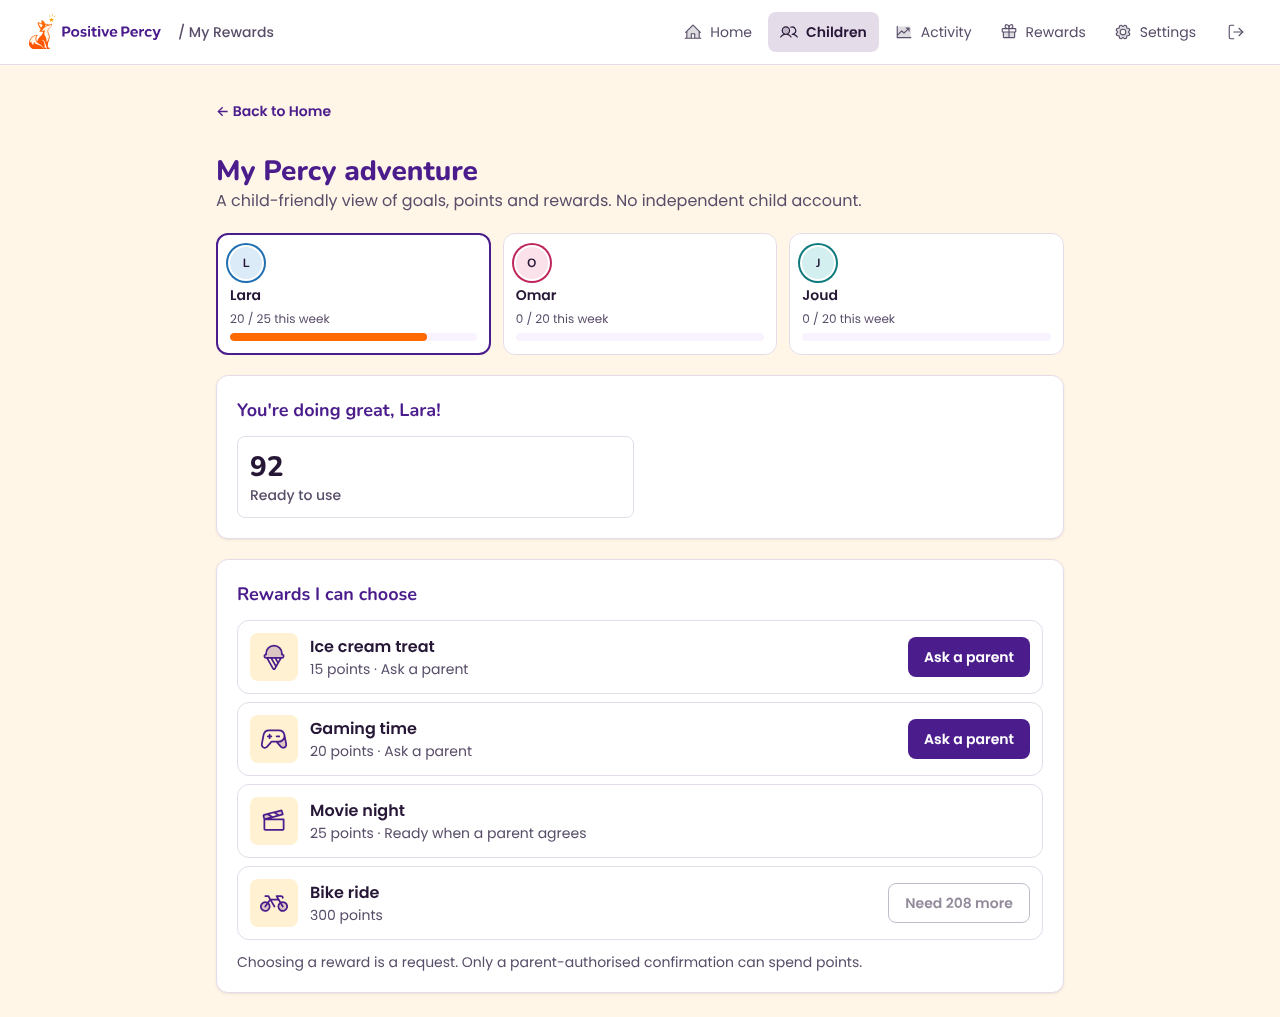 Positive Percy / My Rewards Home Children Activity Rewards Settings
← Back to Home
My Percy adventure
A child-friendly view of goals, points and rewards. No independent child account.
L
Lara
20 / 25 this week
O
Omar
0 / 20 this week
J
Joud
0 / 20 this week
You're doing great, Lara!
92
Ready to use
Rewards I can choose
Ice cream treat
15 points · Ask a parent
Ask a parent
Gaming time
20 points · Ask a parent
Ask a parent
Movie night
25 points · Ready when a parent agrees
Bike ride
300 points
Need 208 more
Choosing a reward is a request. Only a parent-authorised confirmation can spend points.